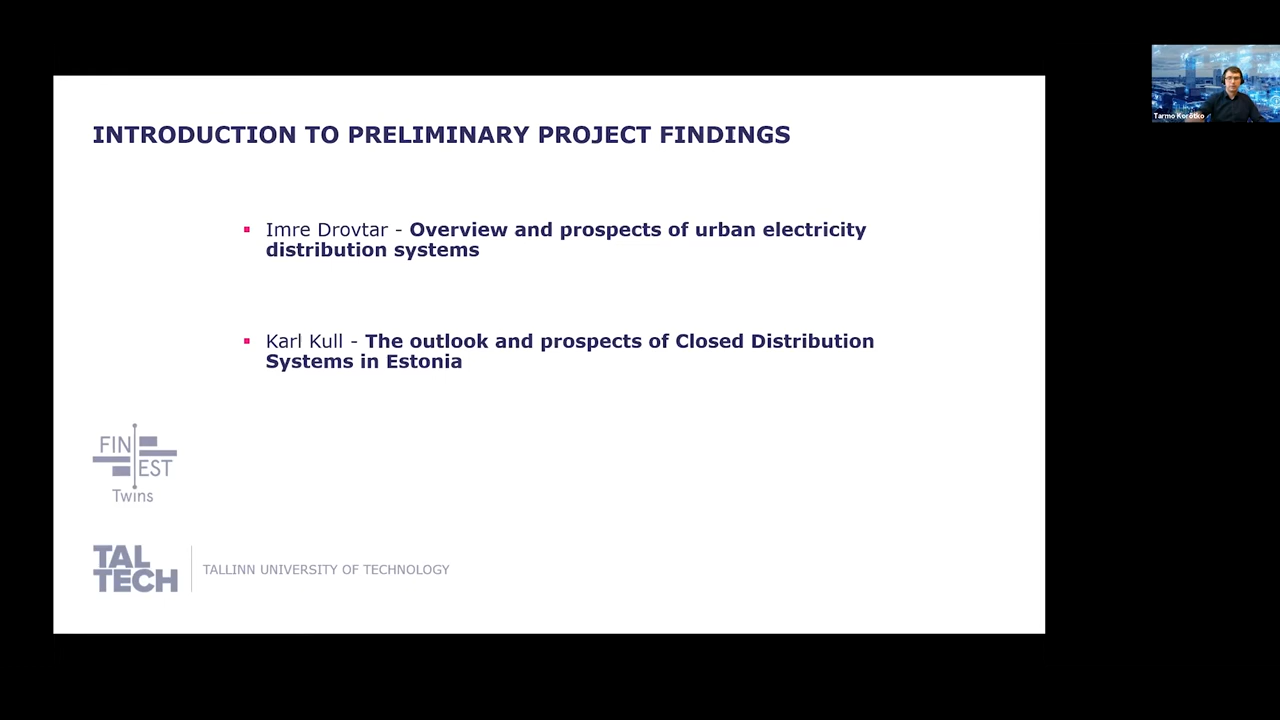 Tarmo Korõtko
INTRODUCTION TO PRELIMINARY PROJECT FINDINGS
▪ Imre Drovtar - Overview and prospects of urban electricity
distribution systems
▪ Karl Kull - The outlook and prospects of Closed Distribution
Systems in Estonia
FIN
EST
Twins
TAL
TECH
TALLINN UNIVERSITY OF TECHNOLOGY